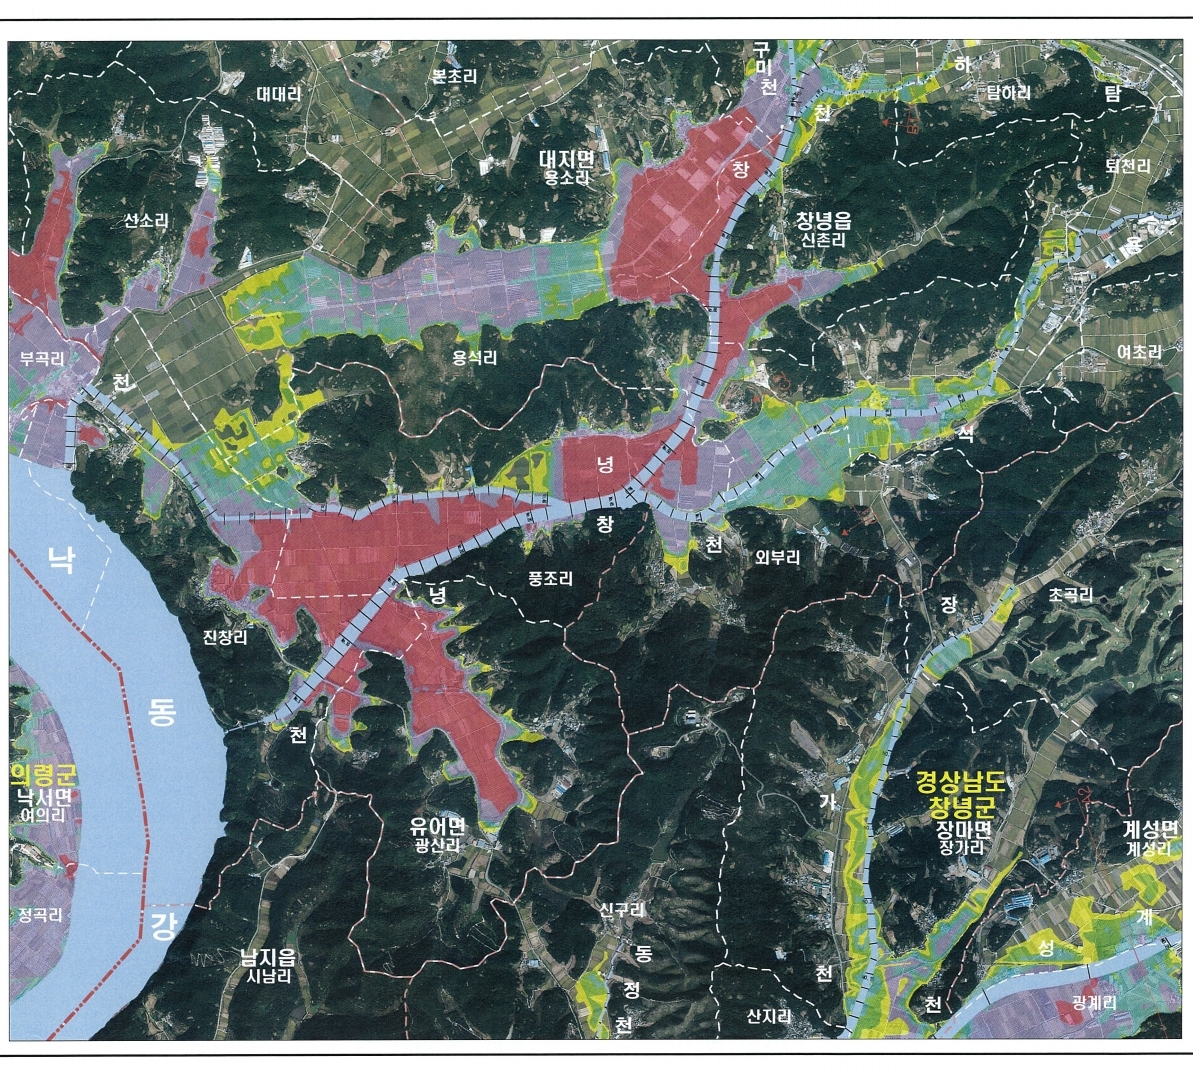 구
미
천
하
본초리
대대리
탐하리
탐
천
대지면
용소리
창
퇴천리
산소리
창녕읍
신촌리
용
부곡리
용석리
여초리
천
석
녕
창
낙
천
외부리
풍조리
녕
장
초곡리
진창리
동
천
의령군
낙서면
여의리
경상남도
창녕군
장마면
장가리
가
유어면
광산리
계성면
계성리
정곡리
강
신구리
계
성
동
남지읍
시남리
천
정
천
산지리
천
광계리